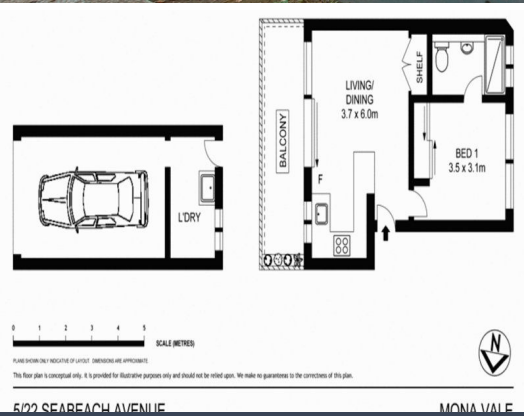 LIVING/
DINING
3.7 x 6.0m
SHELF
BALCONY
BED 1
3.5 x 3.1m
F
L'DRY
0 1 2 3 4 5
SCALE (METRES)
N
PLANS SHOWN ONLY INDICATIVE OF LAYOUT. DIMENSIONS ARE APPROXIMATE.
This floor plan is conceptual only. It is provided for illustrative purposes only and should not be relied upon. We make no guarantees to the correctness of this plan.
5/22 SEABEACH AVENUE MONA VALE